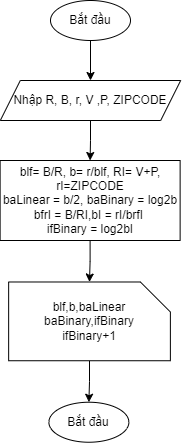 Bắt đầu
Nhập R, B, r, V ,P, ZIPCODE
blf= B/R, b= r/blf, RI= V+P,
rI=ZIPCODE
baLinear = b/2, baBinary = log2b
bfrI = B/RI,bI = rI/brfI
ifBinary = log2bI
blf,b,baLinear
baBinary,ifBinary
ifBinary+1
Bắt đầu